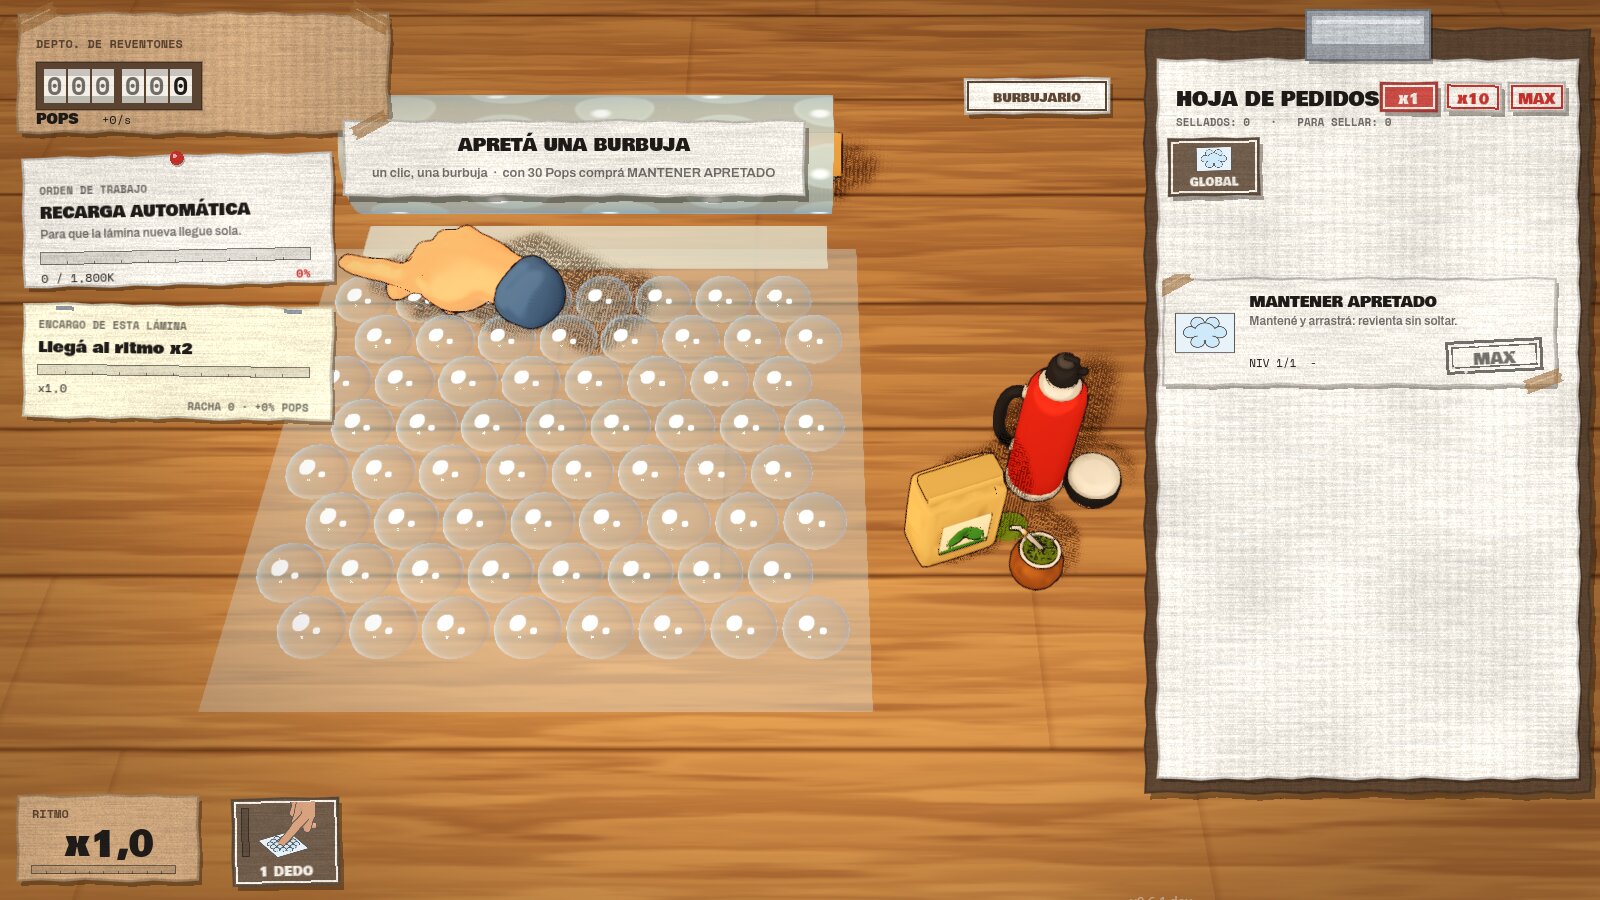 DEPTO. DE REVENTONES
000 000
POPS +0/s
ORDEN DE TRABAJO
RECARGA AUTOMÁTICA
Para que la lámina nueva llegue sola.
0 / 1.800K 0%
ENCARGO DE ESTA LÁMINA
Llegá al ritmo x2
x1.0
RACHA 0 · +0% POPS
APRETÁ UNA BURBUJA
un clic, una burbuja · con 30 Pops comprá MANTENER APRETADO
BURBUJARIO
HOJA DE PEDIDOS x1 x10 MAX
SELLADOS: 0 · PARA SELLAR: 0
GLOBAL
MANTENER APRETADO
Mantené y arrastrá: revienta sin soltar.
NIV 1/1 -
MAX
RITMO
x1,0
1 DEDO